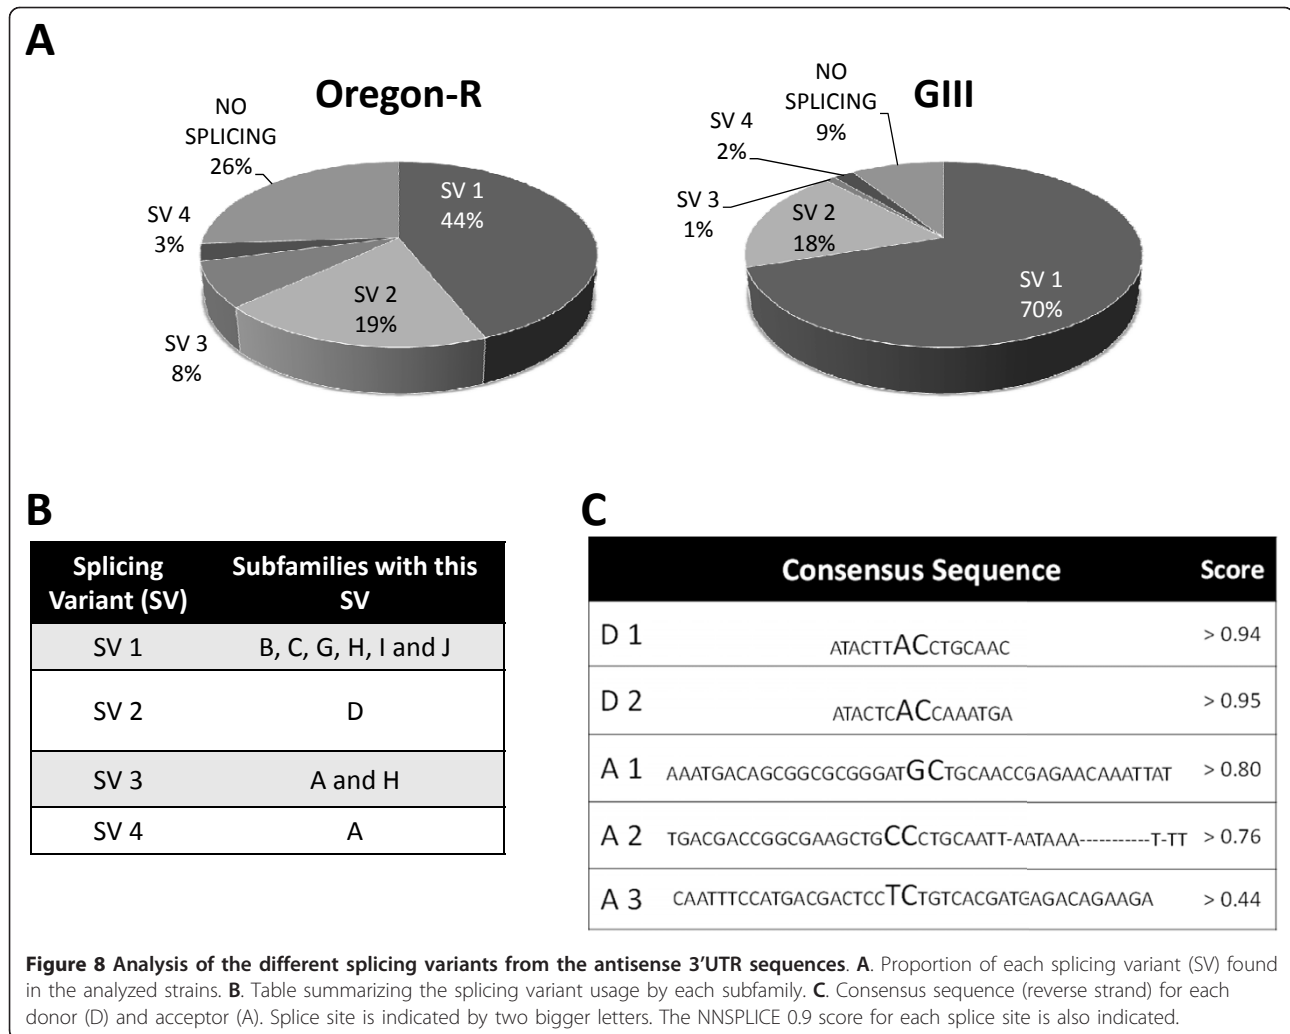 A
Oregon-R
NO
SPLICING
26%
SV 1
44%
SV 4
3%
SV 2
19%
SV 3
8%
GIII
NO
SPLICING
9%
SV 4
2%
SV 3
1%
SV 2
18%
SV 1
70%
B
Splicing Variant (SV) Subfamilies with this SV
SV 1 B, C, G, H, I and J
SV 2 D
SV 3 A and H
SV 4 A
C
Consensus Sequence Score
D 1 ATACTTACCTGCAAC > 0.94
D 2 ATACTCACCAAATGA > 0.95
A 1 AAATGACAGCGGCGCGGGATGCTGCAACCGAGAACAAATTAT > 0.80
A 2 TGACGACCGGCGAAGCTGCCCTGCAATT-AATAAA-----------T-TT > 0.76
A 3 CAATTTCCATGACGACTCCTCTGTCACGATGAGACAGAAGA > 0.44
Figure 8 Analysis of the different splicing variants from the antisense 3'UTR sequences. A. Proportion of each splicing variant (SV) found
in the analyzed strains. B. Table summarizing the splicing variant usage by each subfamily. C. Consensus sequence (reverse strand) for each
donor (D) and acceptor (A). Splice site is indicated by two bigger letters. The NNSPLICE 0.9 score for each splice site is also indicated.